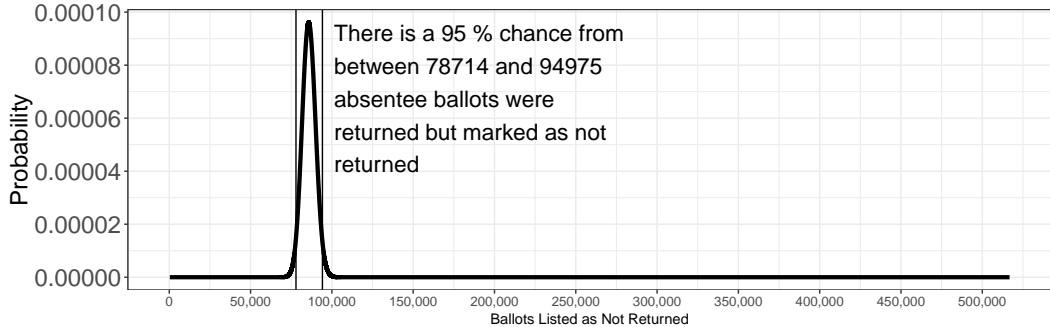 0.00010
0.00008
0.00006
0.00004
0.00002
0.00000
Probability
There is a 95 % chance from
between 78714 and 94975
absentee ballots were
returned but marked as not
returned
0 50,000 100,000 150,000 200,000 250,000 300,000 350,000 400,000 450,000 500,000
Ballots Listed as Not Returned